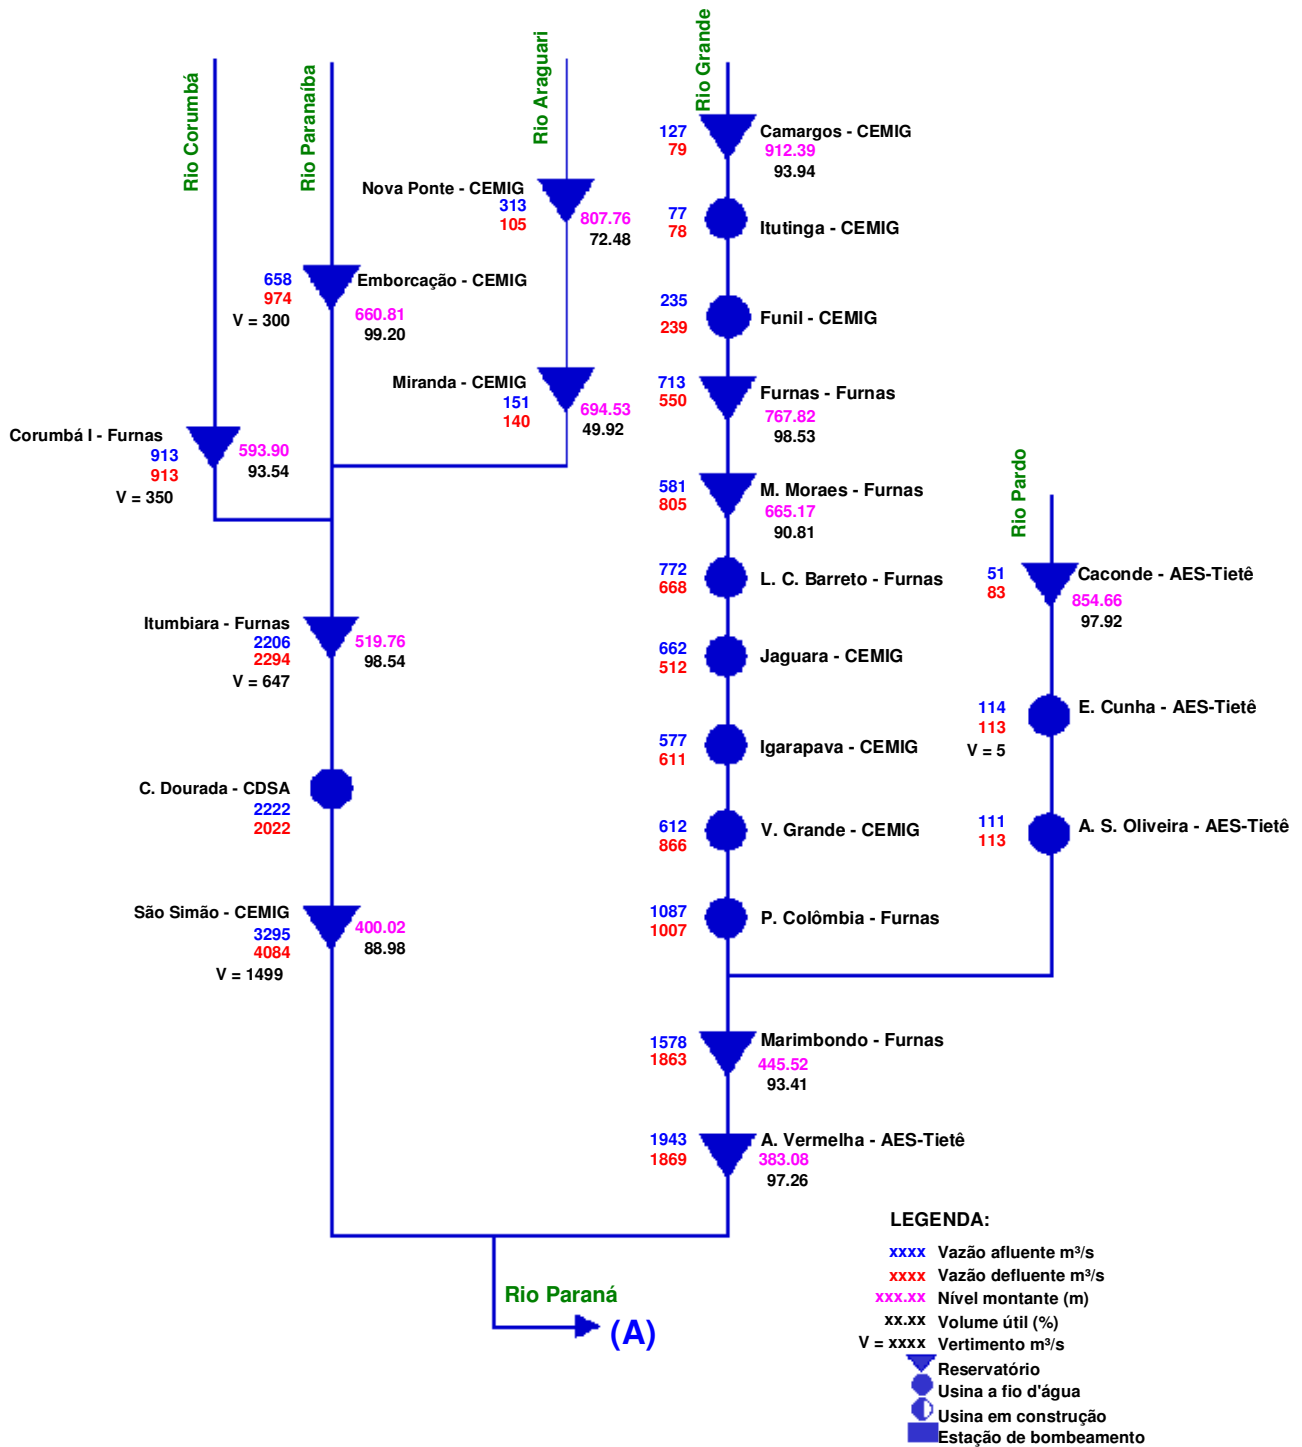 Rio Corumbá
Rio Paranaíba
Rio Araguari
Rio Grande
127
79
Camargos - CEMIG
912.39
93.94
Nova Ponte - CEMIG
313
105
807.76
72.48
77
78
Itutinga - CEMIG
658
974
V = 300
Emborcação - CEMIG
660.81
99.20
235
239
Funil - CEMIG
Miranda - CEMIG
151
140
694.53
49.92
713
550
Furnas - Furnas
767.82
98.53
Corumbá I - Furnas
913
913
V = 350
593.90
93.54
581
805
M. Moraes - Furnas
665.17
90.81
Rio Pardo
772
668
L. C. Barreto - Furnas
51
83
Caconde - AES-Tietê
854.66
97.92
Itumbiara - Furnas
2206
2294
V = 647
519.76
98.54
662
512
Jaguara - CEMIG
114
113
V = 5
E. Cunha - AES-Tietê
577
611
Igarapava - CEMIG
C. Dourada - CDSA
2222
2022
612
866
V. Grande - CEMIG
111
113
A. S. Oliveira - AES-Tietê
São Simão - CEMIG
3295
4084
V = 1499
400.02
88.98
1087
1007
P. Colômbia - Furnas
1578
1863
Marimbondo - Furnas
445.52
93.41
1943
1869
A. Vermelha - AES-Tietê
383.08
97.26
Rio Paraná
(A)
LEGENDA:
xxxx Vazão afluente m³/s
xxxx Vazão defluente m³/s
xxx.xx Nível montante (m)
xx.xx Volume útil (%)
V = xxxx Vertimento m³/s
Reservatório
Usina a fio d'água
Usina em construção
Estação de bombeamento